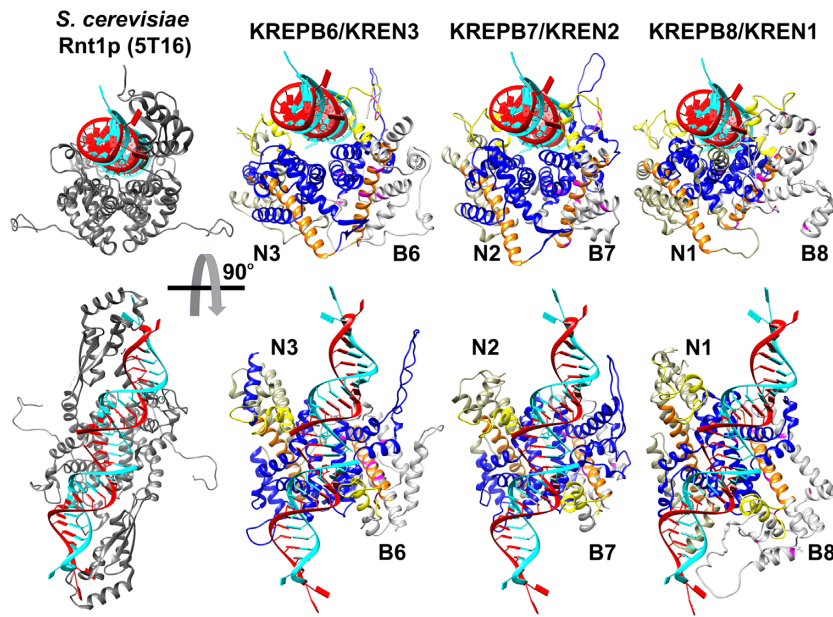 S. cerevisiae
Rnt1p (5T16)
KREPB6/KREN3
KREPB7/KREN2
KREPB8/KREN1
N3
B6
N2
B7
N1
B8
90°
N3
N2
N1
B6
B7
B8